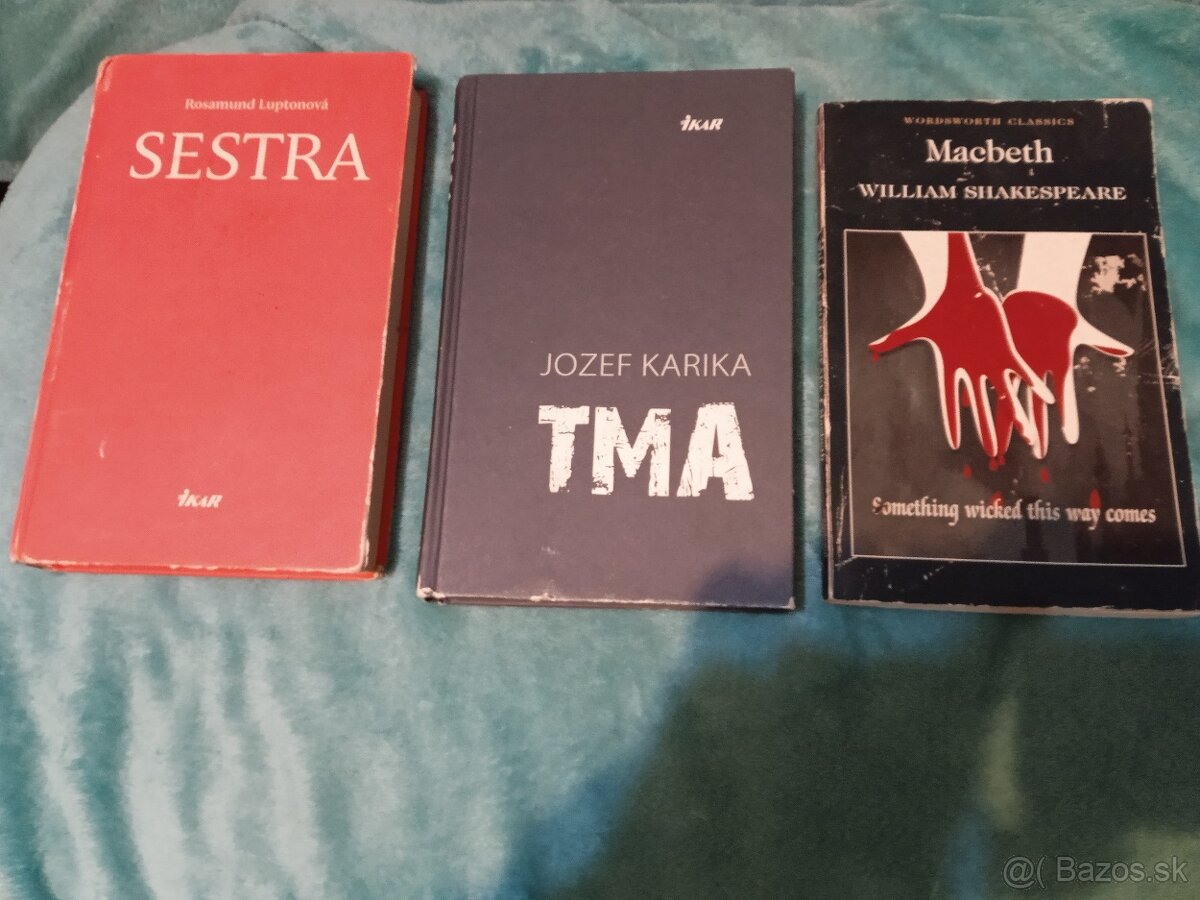 Rosamund Luptonová
SESTRA
iKAR
iKAR
JOZEF KARIKA
TMA
WORDSWORTH CLASSICS
Macbeth
WILLIAM SHAKESPEARE
Something wicked this way comes
@( Bazos.sk